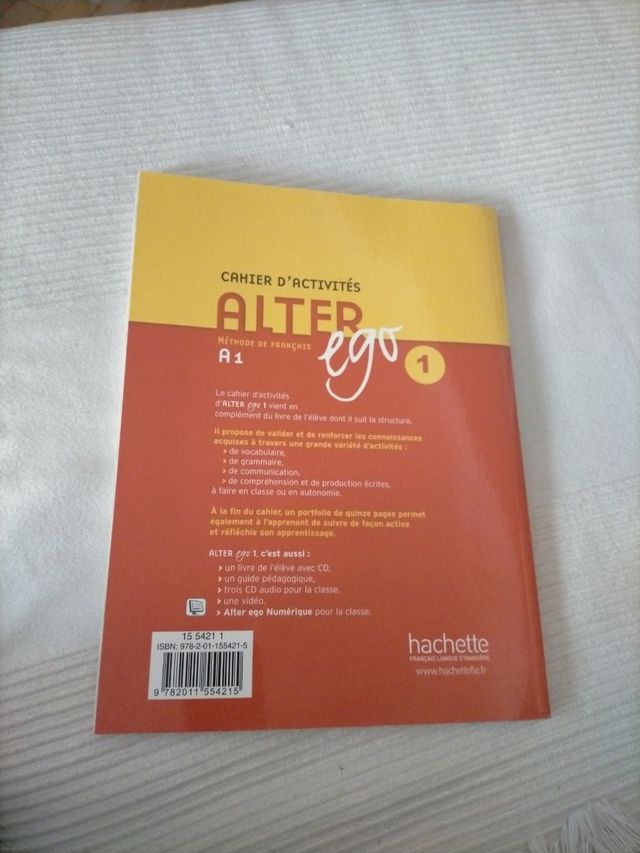 CAHIER D'ACTIVITÉS
ALTER
ego 1
MÉTHODE DE FRANÇAIS
A1
Le cahier d'activités
d'ALTER ego 1 vient en
complément du livre de l'élève dont il suit la structure.
Il propose de valider et de renforcer les connaissances
acquises à travers une grande variété d'activités :
> de vocabulaire,
> de grammaire,
> de communication,
> de compréhension et de production écrites,
à faire en classe ou en autonomie.
À la fin du cahier, un portfolio de quinze pages permet
également à l'apprenant de suivre de façon active
et réfléchie son apprentissage.
ALTER ego 1, c'est aussi :
> un livre de l'élève avec CD,
> un guide pédagogique,
> trois CD audio pour la classe,
> une vidéo.
> Alter ego Numérique pour la classe.
15 5421 1
ISBN: 978-2-01-155421-5
9 782011 554215
hachette
FRANÇAIS LANGUE ÉTRANGÈRE
www.hachettefle.fr